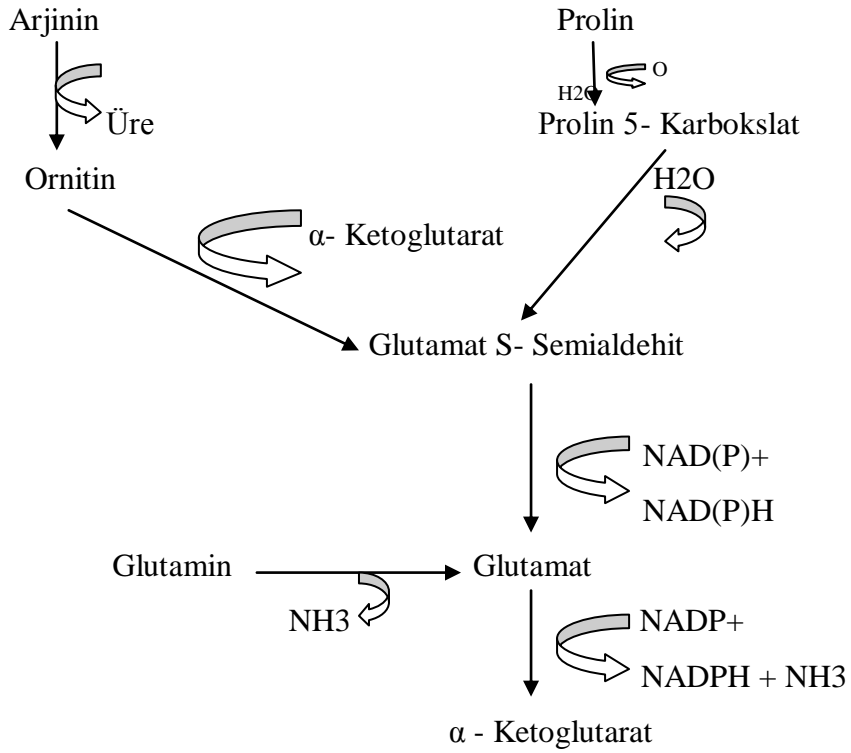 Arjinin
Prolin
O
H2O
Üre
Prolin 5- Karbokslat
Ornitin
H2O
α- Ketoglutarat
Glutamat S- Semialdehit
NAD(P)+
NAD(P)H
Glutamin
Glutamat
NH3
NADP+
NADPH + NH3
α - Ketoglutarat